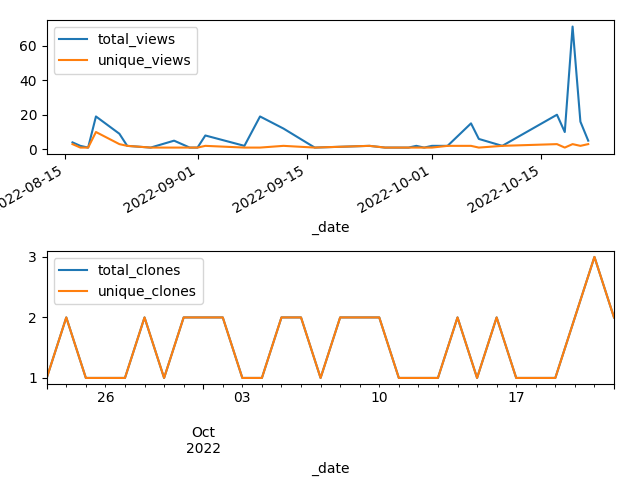 total_views
unique_views
60
40
20
0
2022-08-15
2022-09-01
2022-09-15
2022-10-01
2022-10-15
_date
total_clones
unique_clones
3
2
1
26
03
10
17
Oct
2022
_date